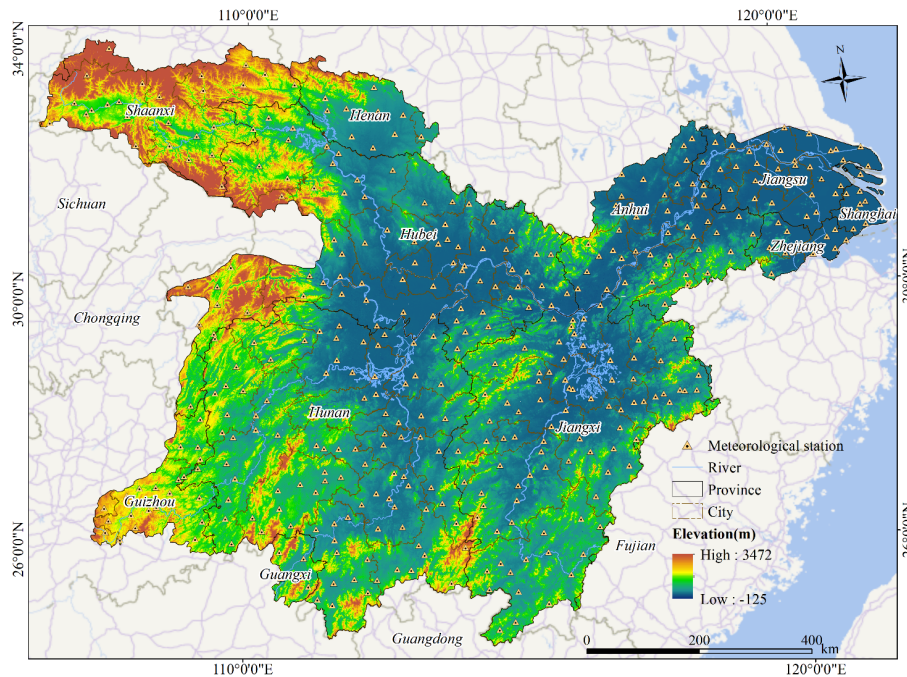 110°0'0"E
120°0'0"E
34°0'0"N
N
Shaanxi
Henan
Jiangsu
Sichuan
Anhui
Shanghai
Hubei
Zhejiang
30°0'0"N
Chongqing
Hunan
Jiangxi
Meteorological station
River
Province
City
Guizhou
Elevation(m)
26°0'0"N
Fujian
High : 3472
Guangxi
Low : -125
Guangdong
0
200
400
km
110°0'0"E
120°0'0"E